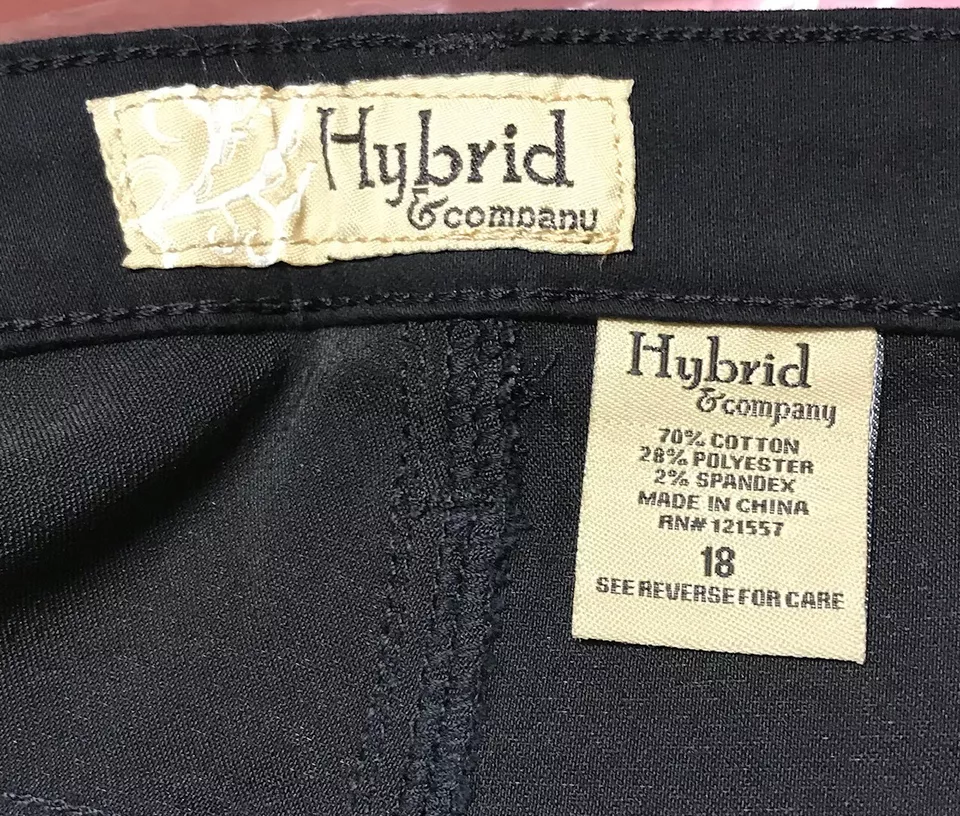 Hybrid
&company
Hybrid
&company
70% COTTON
28% POLYESTER
2% SPANDEX
MADE IN CHINA
RN# 121557
18
SEE REVERSE FOR CARE